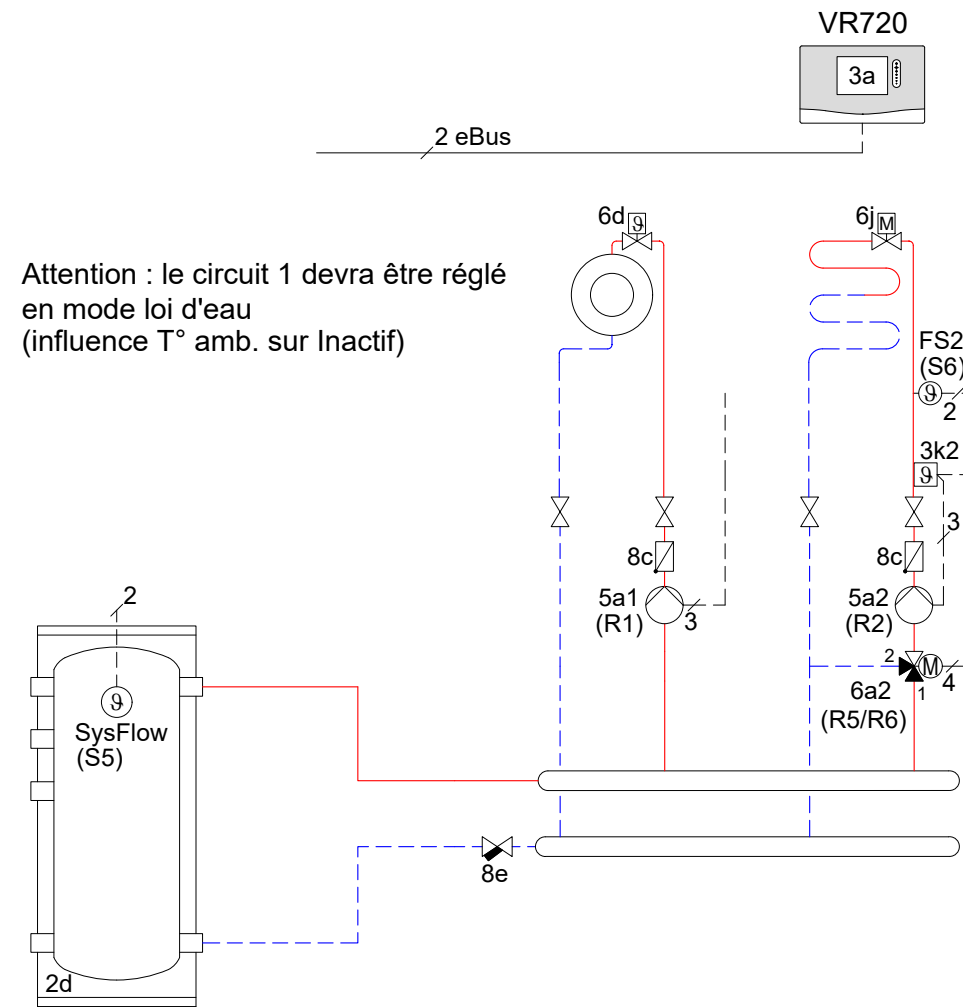 VR720
3a
2 eBus
6d
ϑ
6j
M
Attention : le circuit 1 devra être réglé
en mode loi d'eau
(influence T° amb. sur Inactif)
FS2
(S6)
ϑ
2
3k2
ϑ
3
8c
8c
5a1
(R1)
3
5a2
(R2)
2
M
4
1
6a2
(R5/R6)
2
ϑ
SysFlow
(S5)
8e
2d